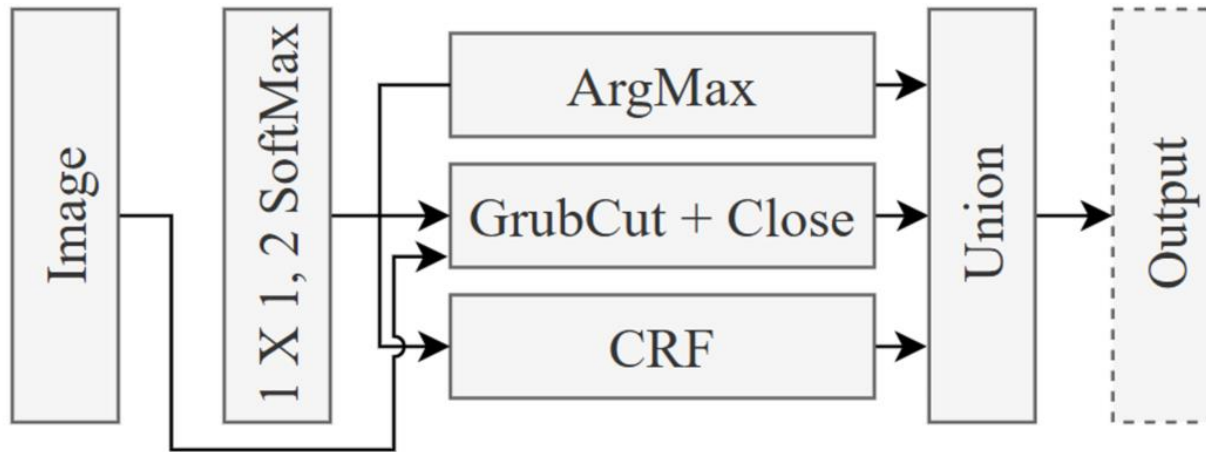 Image
1 X 1, 2 SoftMax
ArgMax
GrubCut + Close
CRF
Union
Output